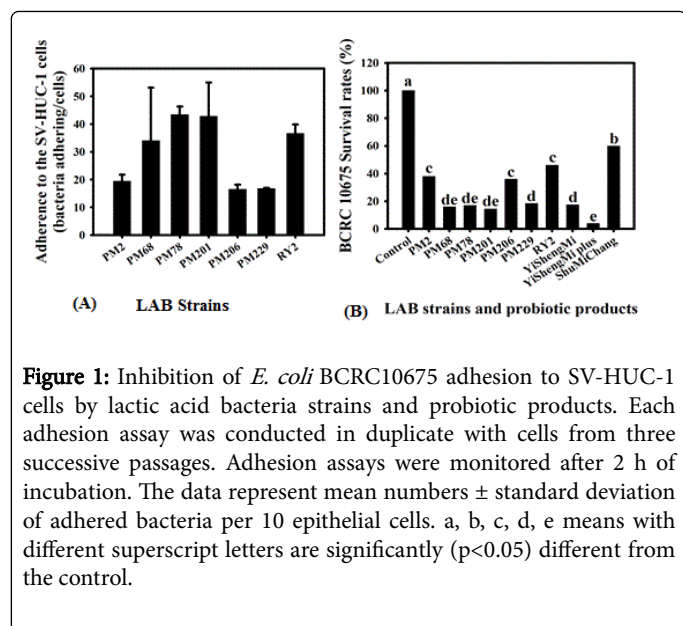 Adherence to the SV-HUC-1 cells
(bacteria adhering/cells)
60
50
40
30
20
10
0
PM2
PM68
PM78
PM201
PM206
PM229
RY2
(A) LAB Strains
BCRC 10675 Survival rates (%)
120
100
80
60
40
20
0
a
c
de
de
de
c
d
c
d
e
b
Control
PM2
PM68
PM78
PM201
PM206
PM229
RY2
YiShengMi
YiShengMi plus
ShuMiChang
(B) LAB strains and probiotic products
Figure 1: Inhibition of E. coli BCRC10675 adhesion to SV-HUC-1
cells by lactic acid bacteria strains and probiotic products. Each
adhesion assay was conducted in duplicate with cells from three
successive passages. Adhesion assays were monitored after 2 h of
incubation. The data represent mean numbers ± standard deviation
of adhered bacteria per 10 epithelial cells. a, b, c, d, e means with
different superscript letters are significantly (p<0.05) different from
the control.